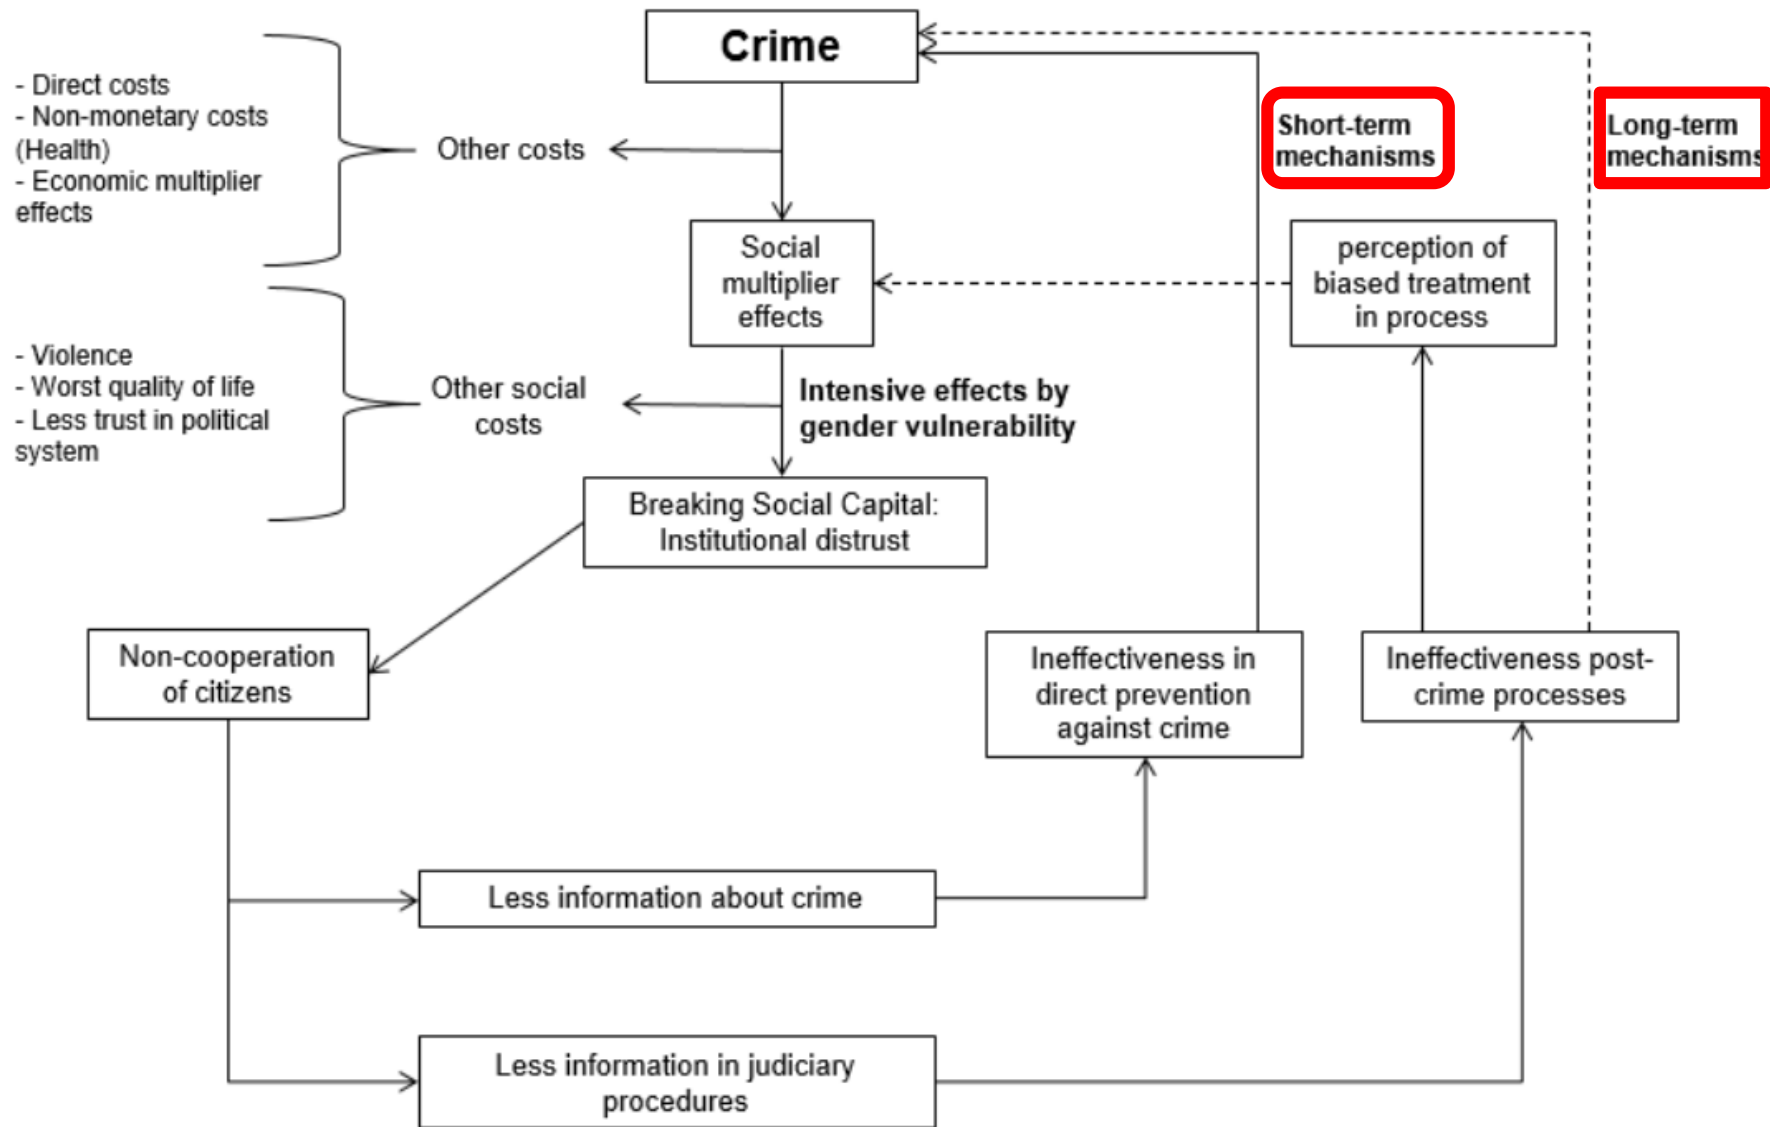 Crime
- Direct costs
- Non-monetary costs
(Health)
- Economic multiplier
effects
Other costs
Short-term
mechanisms
Long-term
mechanisms
Social
multiplier
effects
perception of
biased treatment
in process
- Violence
- Worst quality of life
- Less trust in political
system
Other social
costs
Intensive effects by
gender vulnerability
Breaking Social Capital:
Institutional distrust
Non-cooperation
of citizens
Ineffectiveness in
direct prevention
against crime
Ineffectiveness post-
crime processes
Less information about crime
Less information in judiciary
procedures